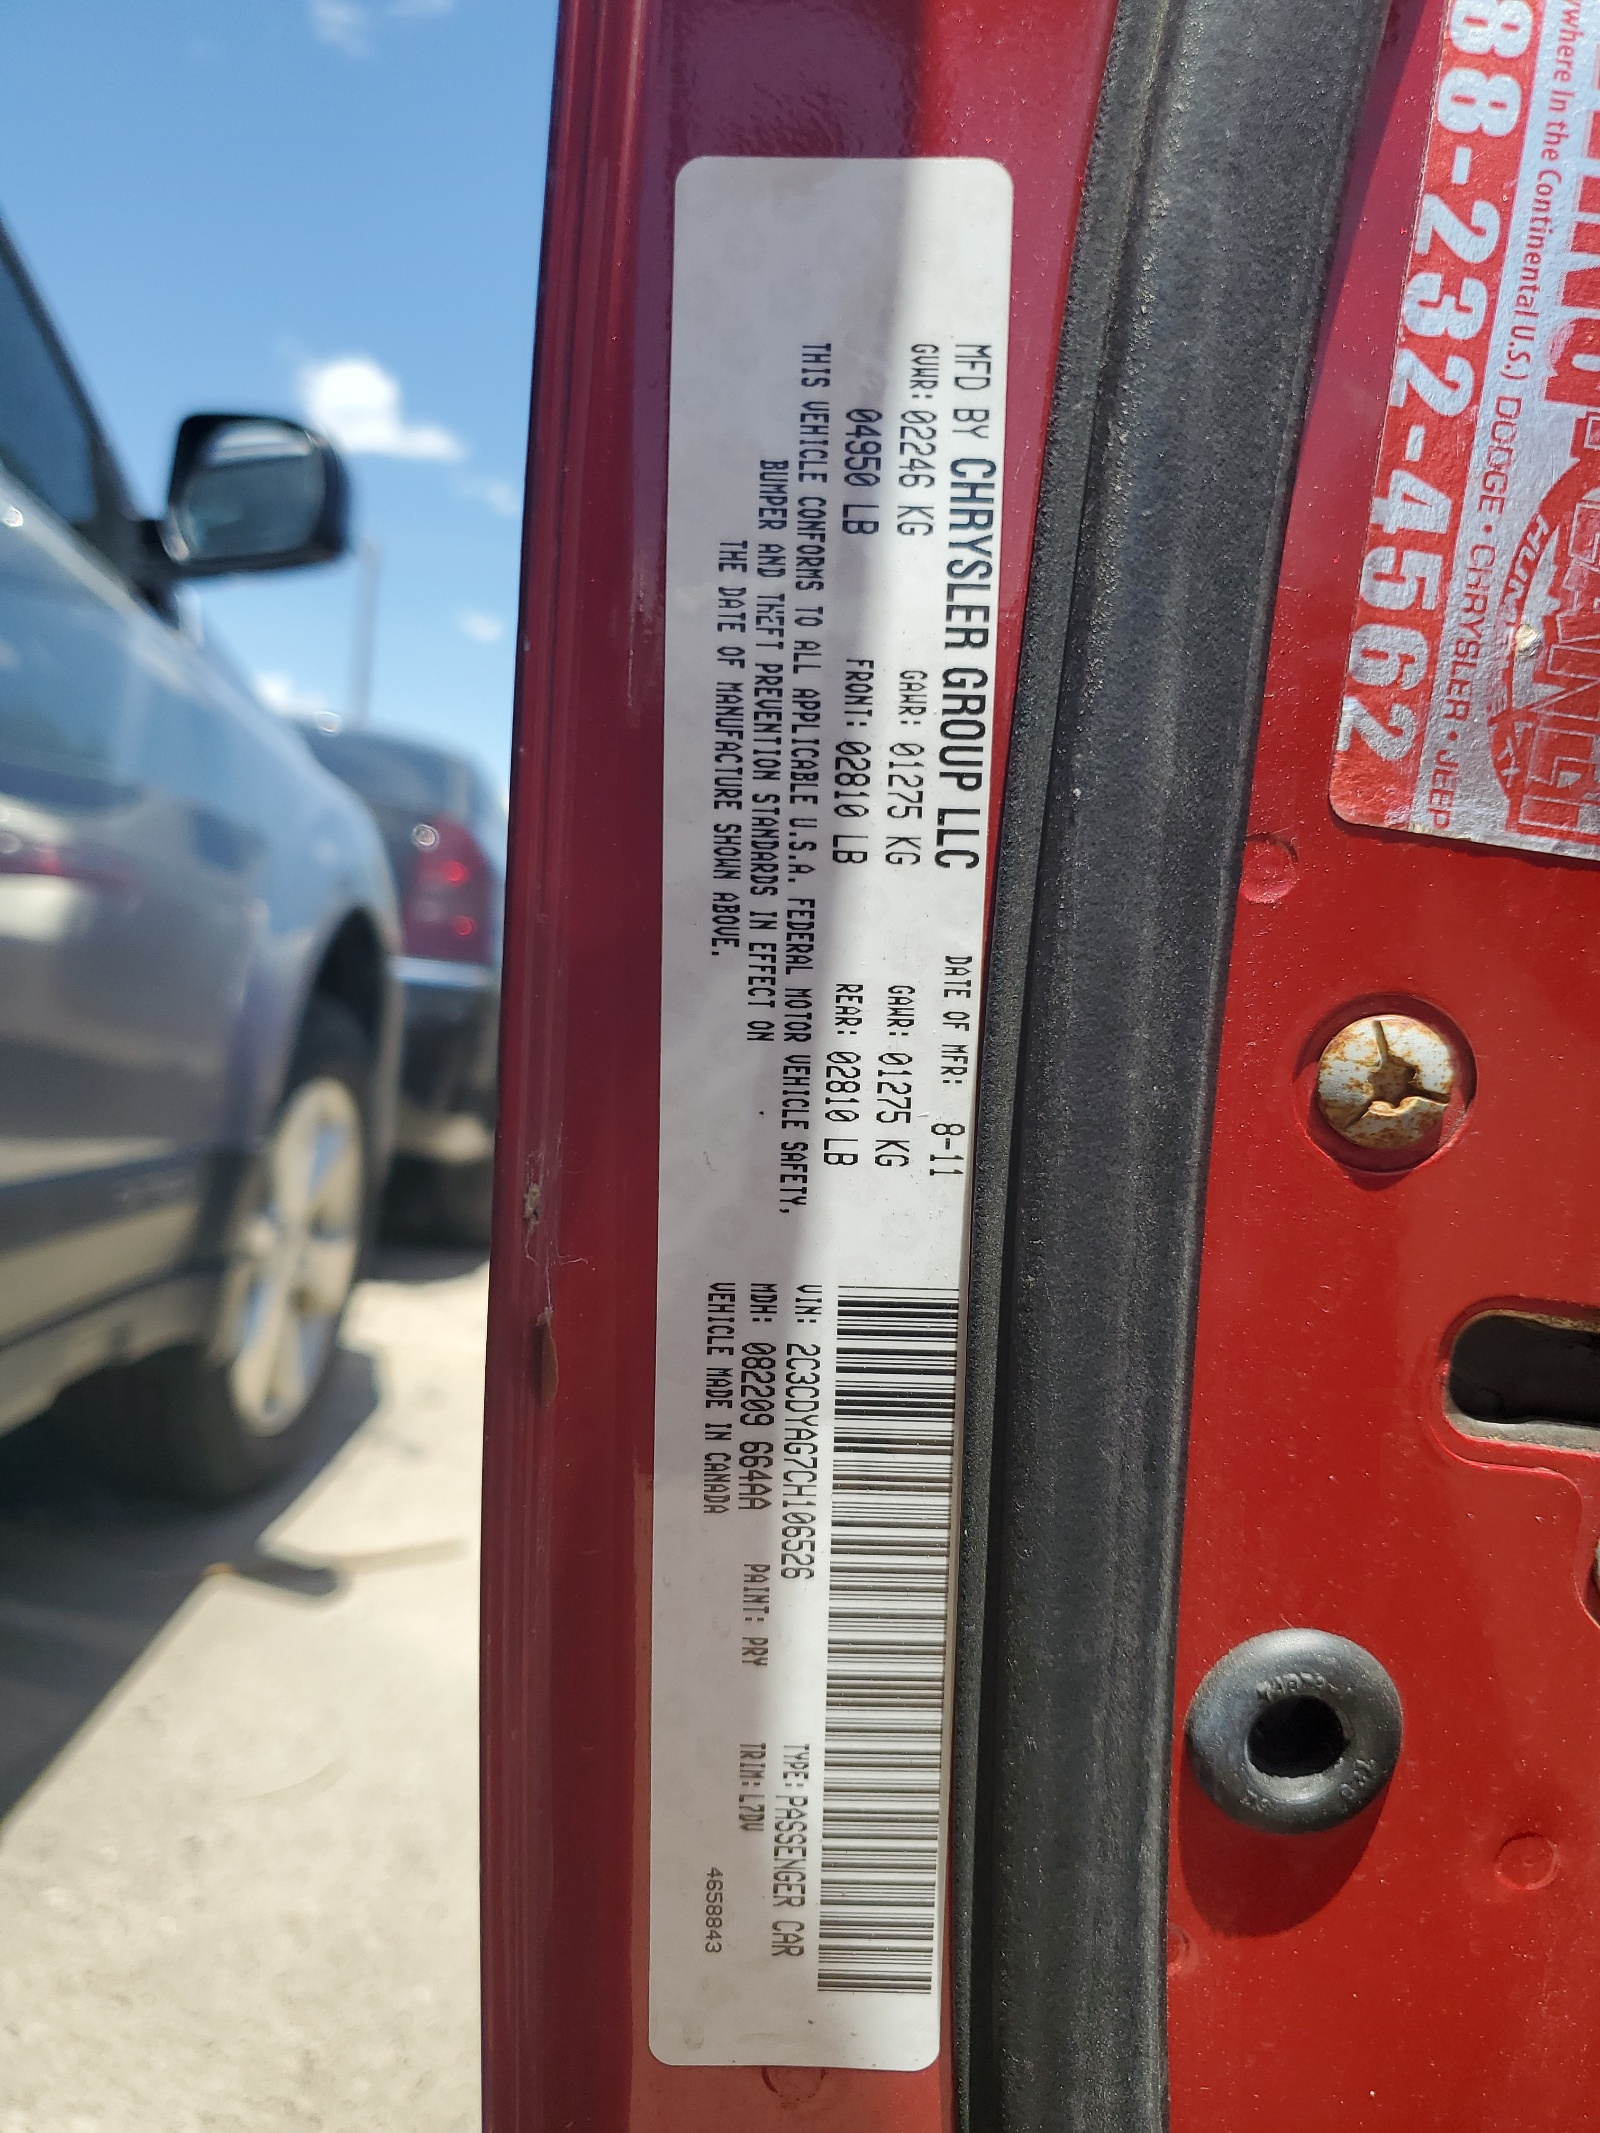 MFD BY CHRYSLER GROUP LLC DATE OF MFR: 8-11
GVWR: 02246 KG GAWR: 01275 KG GAWR: 01275 KG
04950 LB FRONT: 02810 LB REAR: 02810 LB
THIS VEHICLE CONFORMS TO ALL APPLICABLE U.S.A. FEDERAL MOTOR VEHICLE SAFETY,
BUMPER AND THEFT PREVENTION STANDARDS IN EFFECT ON
THE DATE OF MANUFACTURE SHOWN ABOVE.
VIN: 2C3CDYAG7CH106526 TYPE: PASSENGER CAR
MDH: 082209 664AA PAINT: PRY TRIM: L7DV
VEHICLE MADE IN CANADA 4658843
where In the Continental U.S.)
88-232-4562
DODGE • CHRYSLER • JEEP